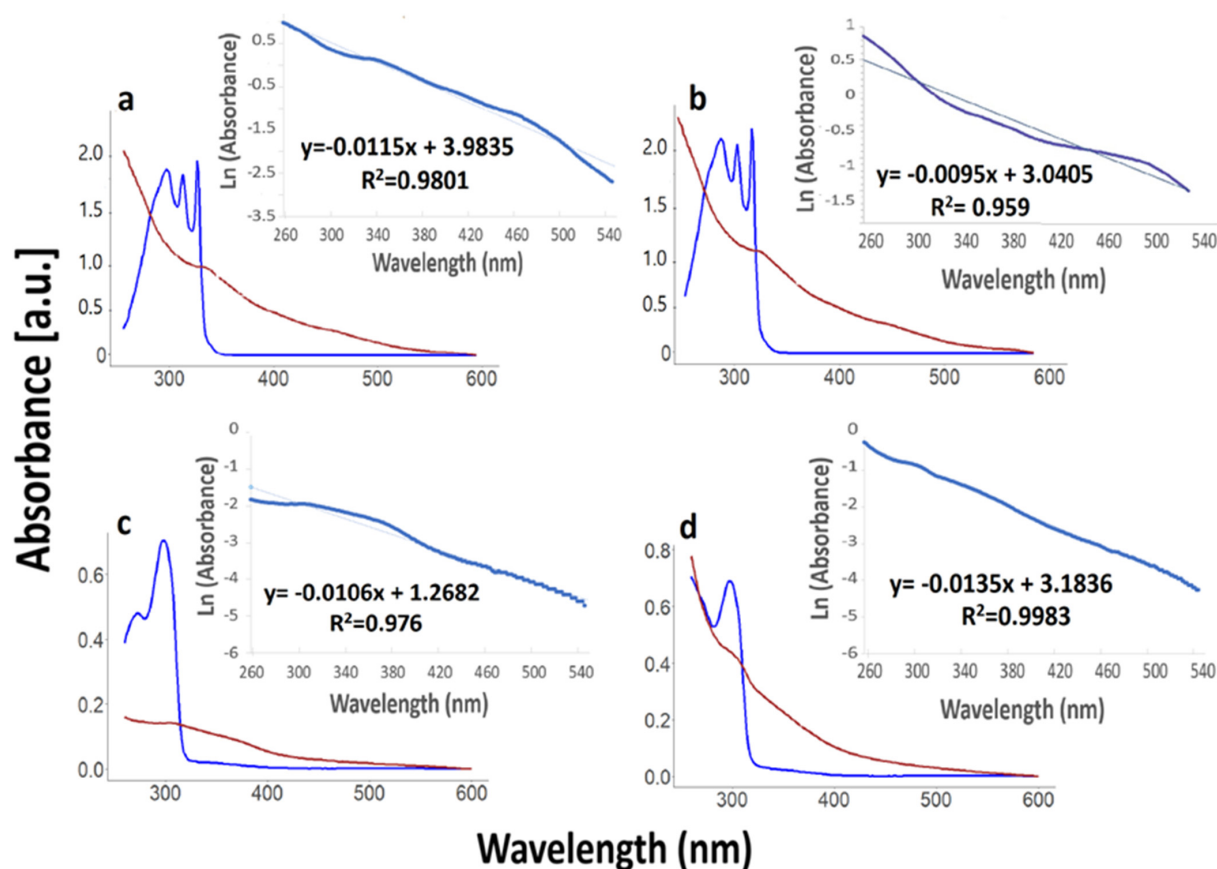 Absorbance [a.u.]
a
2.0
1.5
1.0
0.5
0
300 400 500 600
Ln (Absorbance)
0.5
-0.5
-1.5
-2.5
-3.5
y=-0.0115x + 3.9835
R²=0.9801
260 300 340 380 420 460 500 540
Wavelength (nm)
b
2.0
1.5
1.0
0.5
0
300 400 500 600
Ln (Absorbance)
1
0.5
0
-0.5
-1
-1.5
y= -0.0095x + 3.0405
R²= 0.959
260 300 340 380 420 460 500 540
Wavelength (nm)
c
0.6
0.4
0.2
0.0
300 400 500 600
Ln (Absorbance)
0
-1
-2
-3
-4
-5
-6
y= -0.0106x + 1.2682
R²=0.976
260 300 340 380 420 460 500 540
Wavelength (nm)
d
0.8
0.6
0.4
0.2
0.0
300 400 500 600
Ln (Absorbance)
0
-1
-2
-3
-4
-5
-6
y= -0.0135x + 3.1836
R²=0.9983
260 300 340 380 420 460 500 540
Wavelength (nm)
Wavelength (nm)